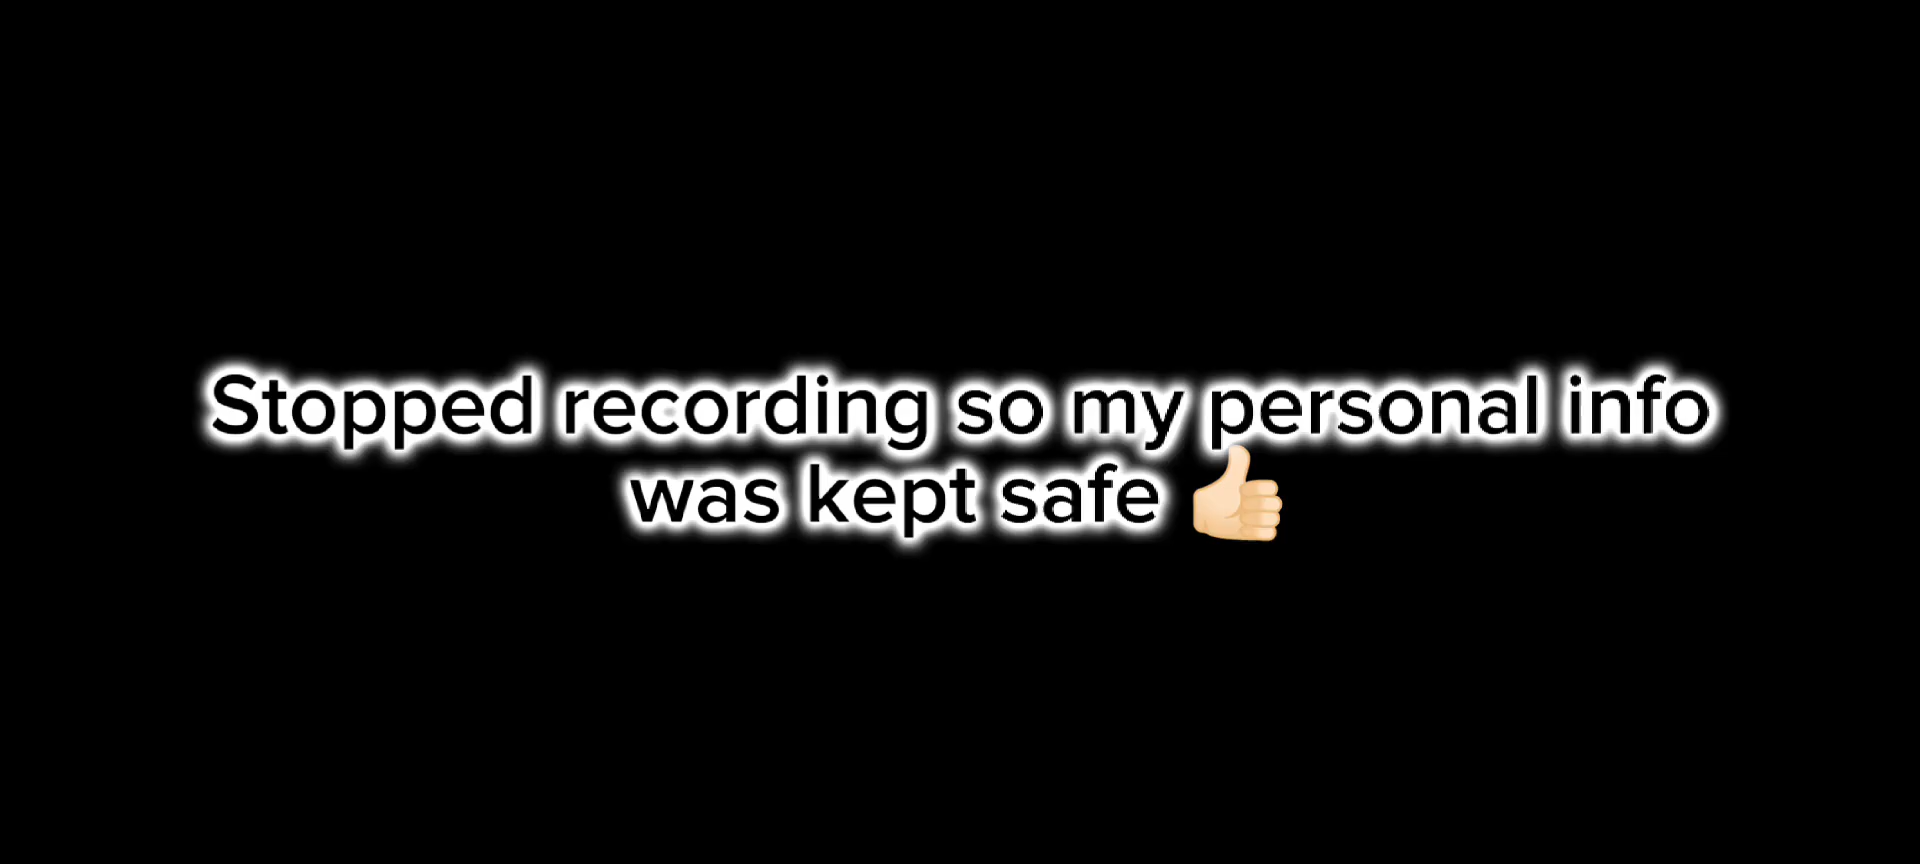 Stopped recording so my personal info
was kept safe 👍🏻